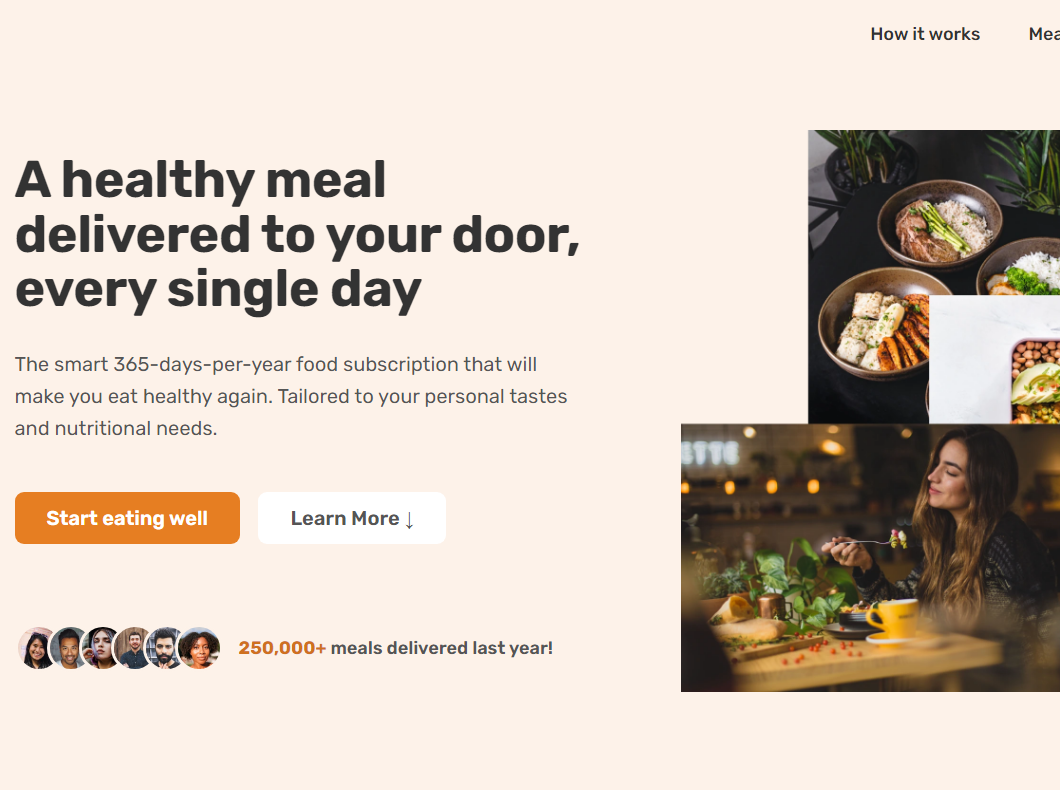 How it works
A healthy meal
delivered to your door,
every single day
The smart 365-days-per-year food subscription that will
make you eat healthy again. Tailored to your personal tastes
and nutritional needs.
Start eating well Learn More ↓
250,000+ meals delivered last year!